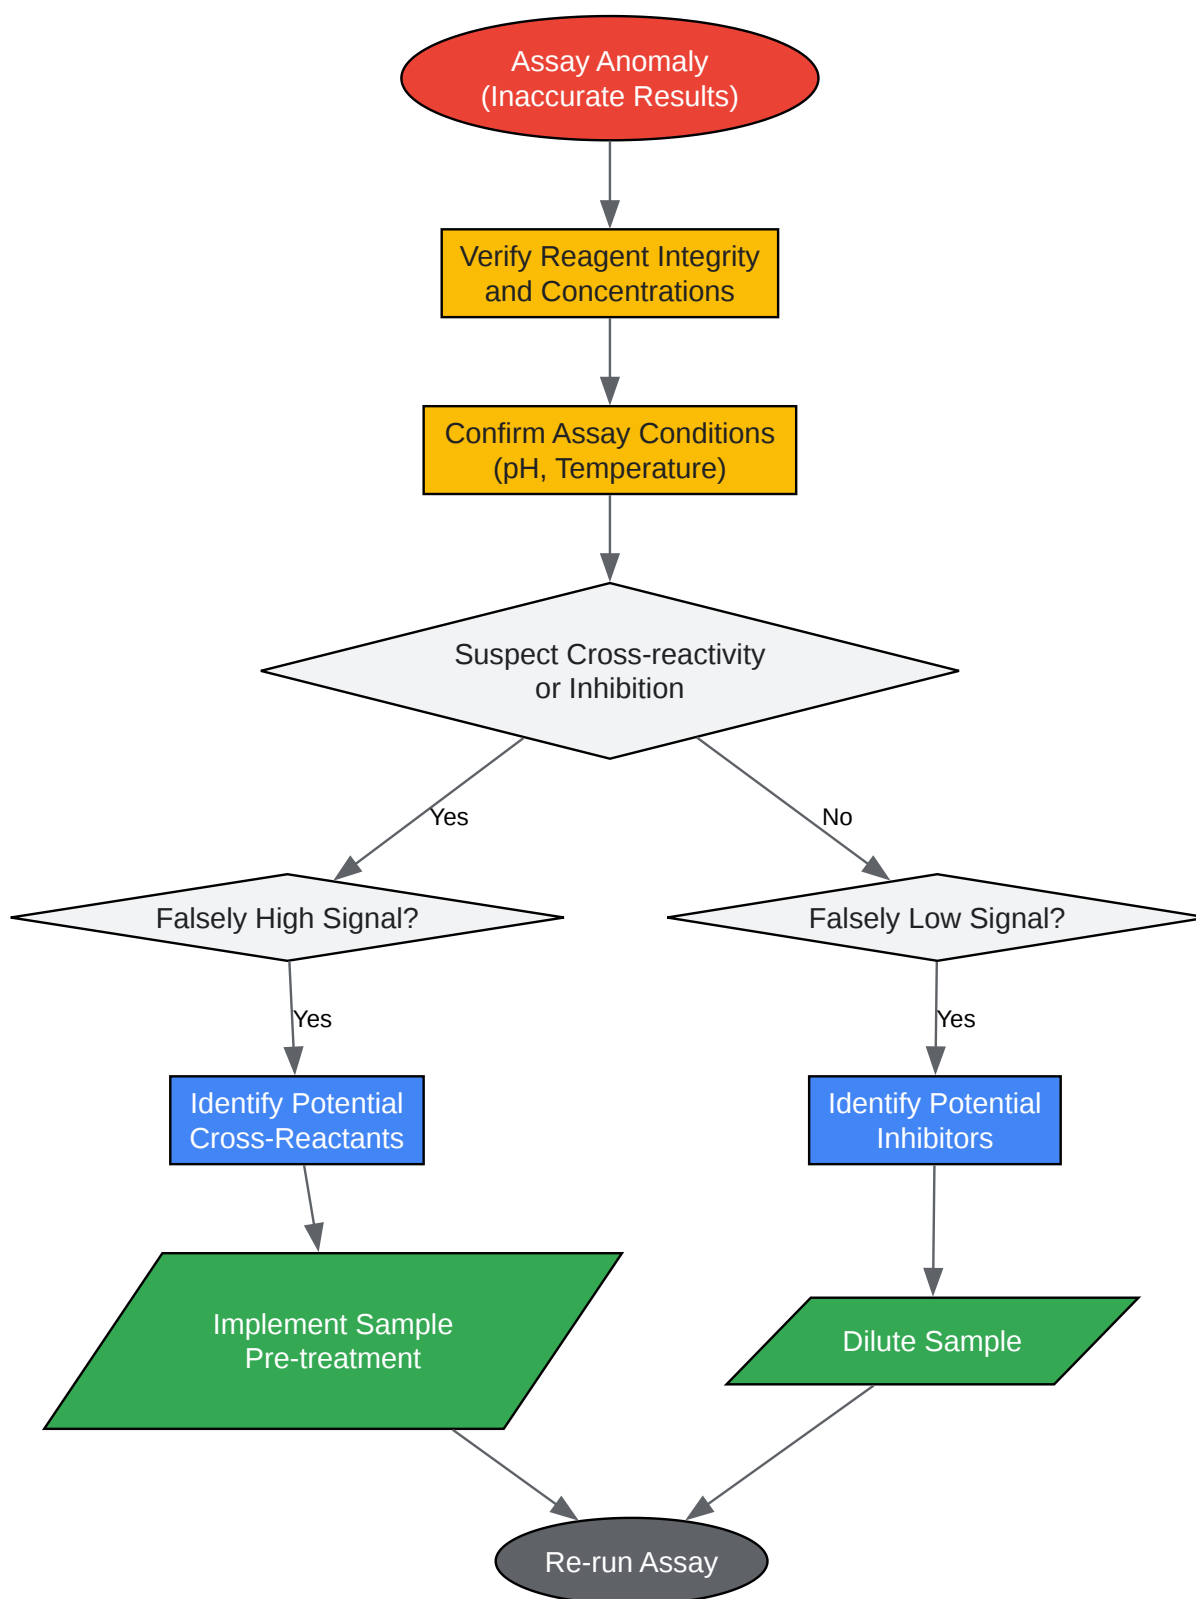 Assay Anomaly
(Inaccurate Results)
Verify Reagent Integrity
and Concentrations
Confirm Assay Conditions
(pH, Temperature)
Suspect Cross-reactivity
or Inhibition
Yes
No
Falsely High Signal?
Falsely Low Signal?
Yes
Yes
Identify Potential
Cross-Reactants
Identify Potential
Inhibitors
Implement Sample
Pre-treatment
Dilute Sample
Re-run Assay